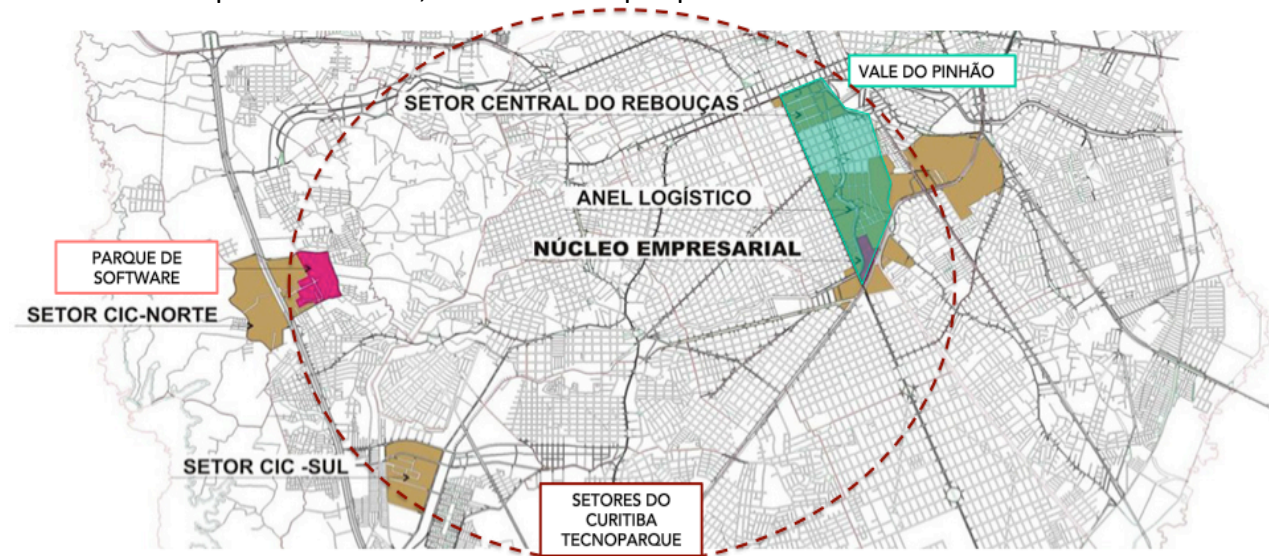 VALE DO PINHÃO
SETOR CENTRAL DO REBOUÇAS
ANEL LOGÍSTICO
NÚCLEO EMPRESARIAL
PARQUE DE
SOFTWARE
SETOR CIC-NORTE
SETOR CIC -SUL
SETORES DO
CURITIBA
TECNOPARQUE